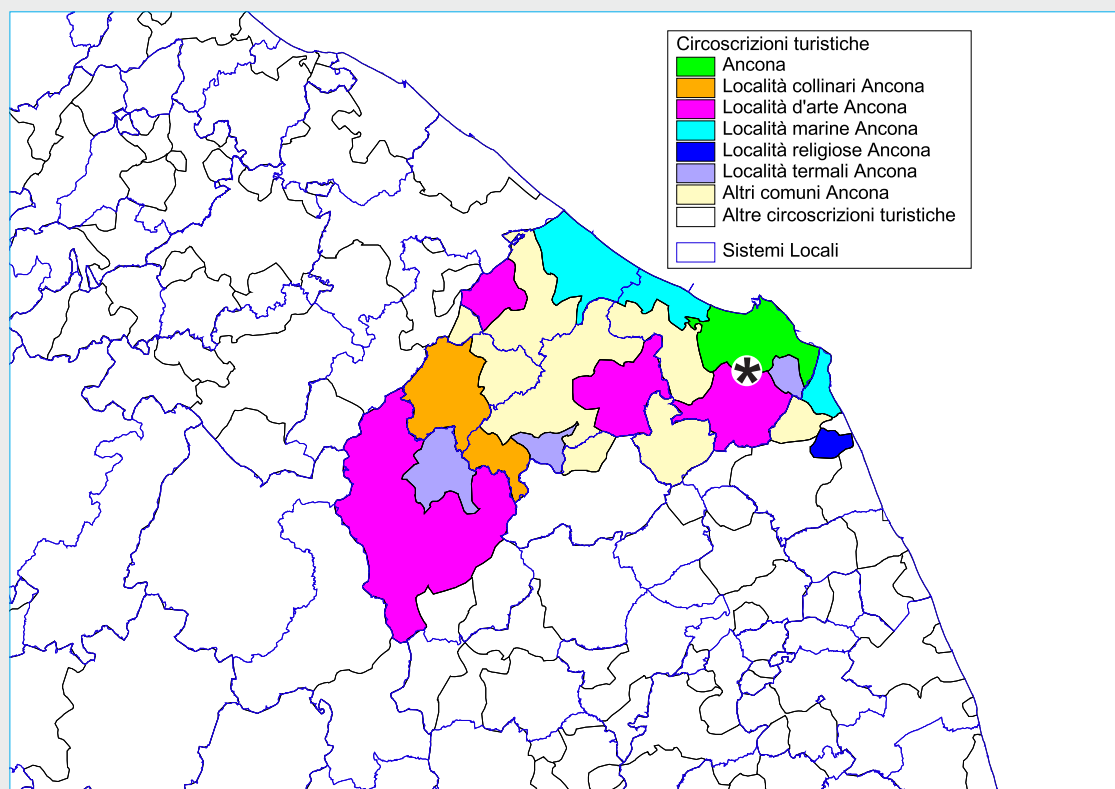 Circoscrizioni turistiche
Ancona
Località collinari Ancona
Località d'arte Ancona
Località marine Ancona
Località religiose Ancona
Località termali Ancona
Altri comuni Ancona
Altre circoscrizioni turistiche
Sistemi Locali
*